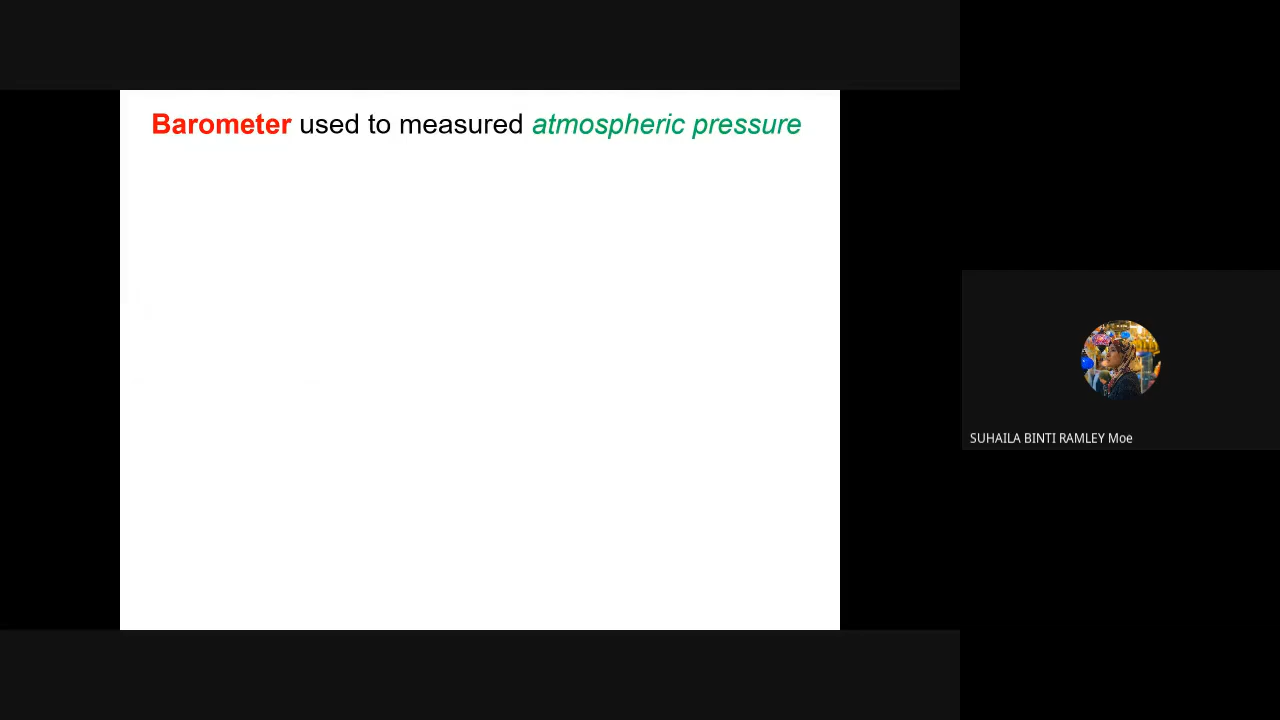 Barometer used to measured atmospheric pressure
SUHAILA BINTI RAMLEY Moe